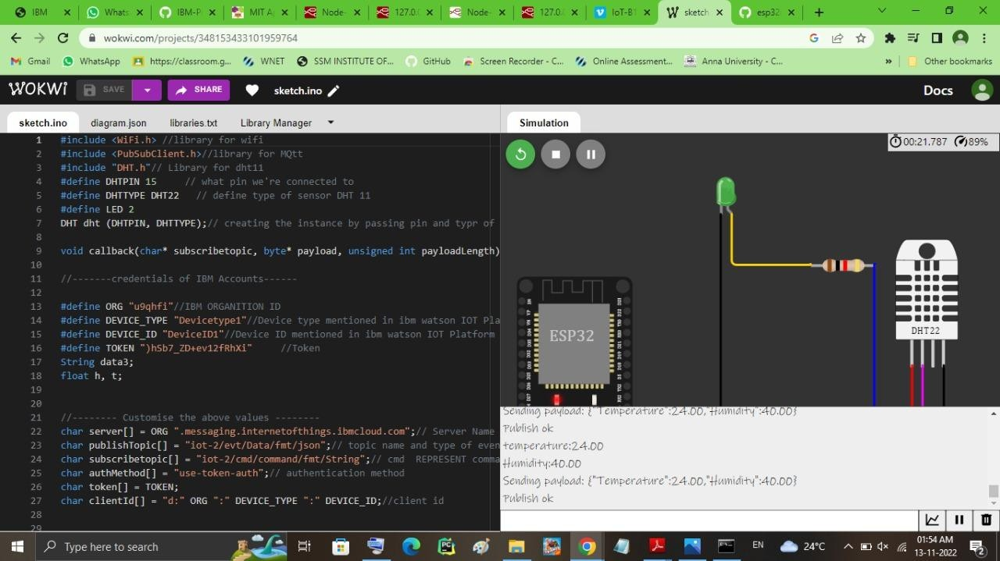 IBM
Whats
IBM-P
MIT Ap
Node-
127.0.
Node-
127.0.
IoT-B1
sketch
esp32
wokwi.com/projects/348153433101959764
Gmail
WhatsApp
https://classroom.g...
WNET
SSM INSTITUTE OF...
GitHub
Screen Recorder - C...
Online Assessment...
Anna University - C...
»
Other bookmarks
WOKWI
SAVE
SHARE
sketch.ino
Docs
sketch.ino
diagram.json
libraries.txt
Library Manager
1 #include <WiFi.h> //library for wifi
2 #include <PubSubClient.h>//library for MQtt
3 #include "DHT.h"// Library for dht11
4 #define DHTPIN 15 // what pin we're connected to
5 #define DHTTYPE DHT22 // define type of sensor DHT 11
6 #define LED 2
7 DHT dht (DHTPIN, DHTTYPE);// creating the instance by passing pin and typr of
8
9 void callback(char* subscribetopic, byte* payload, unsigned int payloadLength)
10
11 //-------credentials of IBM Accounts------
12
13 #define ORG "u9qhfi"//IBM ORGANITION ID
14 #define DEVICE_TYPE "Devicetype1"//Device type mentioned in ibm watson IOT Pla
15 #define DEVICE_ID "DeviceID1"//Device ID mentioned in ibm watson IOT Platform
16 #define TOKEN ")hSb7_ZD+ev12fRhXi" //Token
17 String data3;
18 float h, t;
19
20
21 //-------- Customise the above values --------
22 char server[] = ORG ".messaging.internetofthings.ibmcloud.com";// Server Name
23 char publishTopic[] = "iot-2/evt/Data/fmt/json";// topic name and type of even
24 char subscribetopic[] = "iot-2/cmd/command/fmt/String";// cmd REPRESENT comma
25 char authMethod[] = "use-token-auth";// authentication method
26 char token[] = TOKEN;
27 char clientId[] = "d:" ORG ":" DEVICE_TYPE ":" DEVICE_ID;//client id
28
29
Simulation
00:21.787
89%
ESP32
DHT22
Sending payload: {"Temperature":24.00,"Humidity":40.00}
Publish ok
temperature:24.00
Humidity:40.00
Sending payload: {"Temperature":24.00,"Humidity":40.00}
Publish ok
Type here to search
EN
24°C
01:54 AM
13-11-2022
2